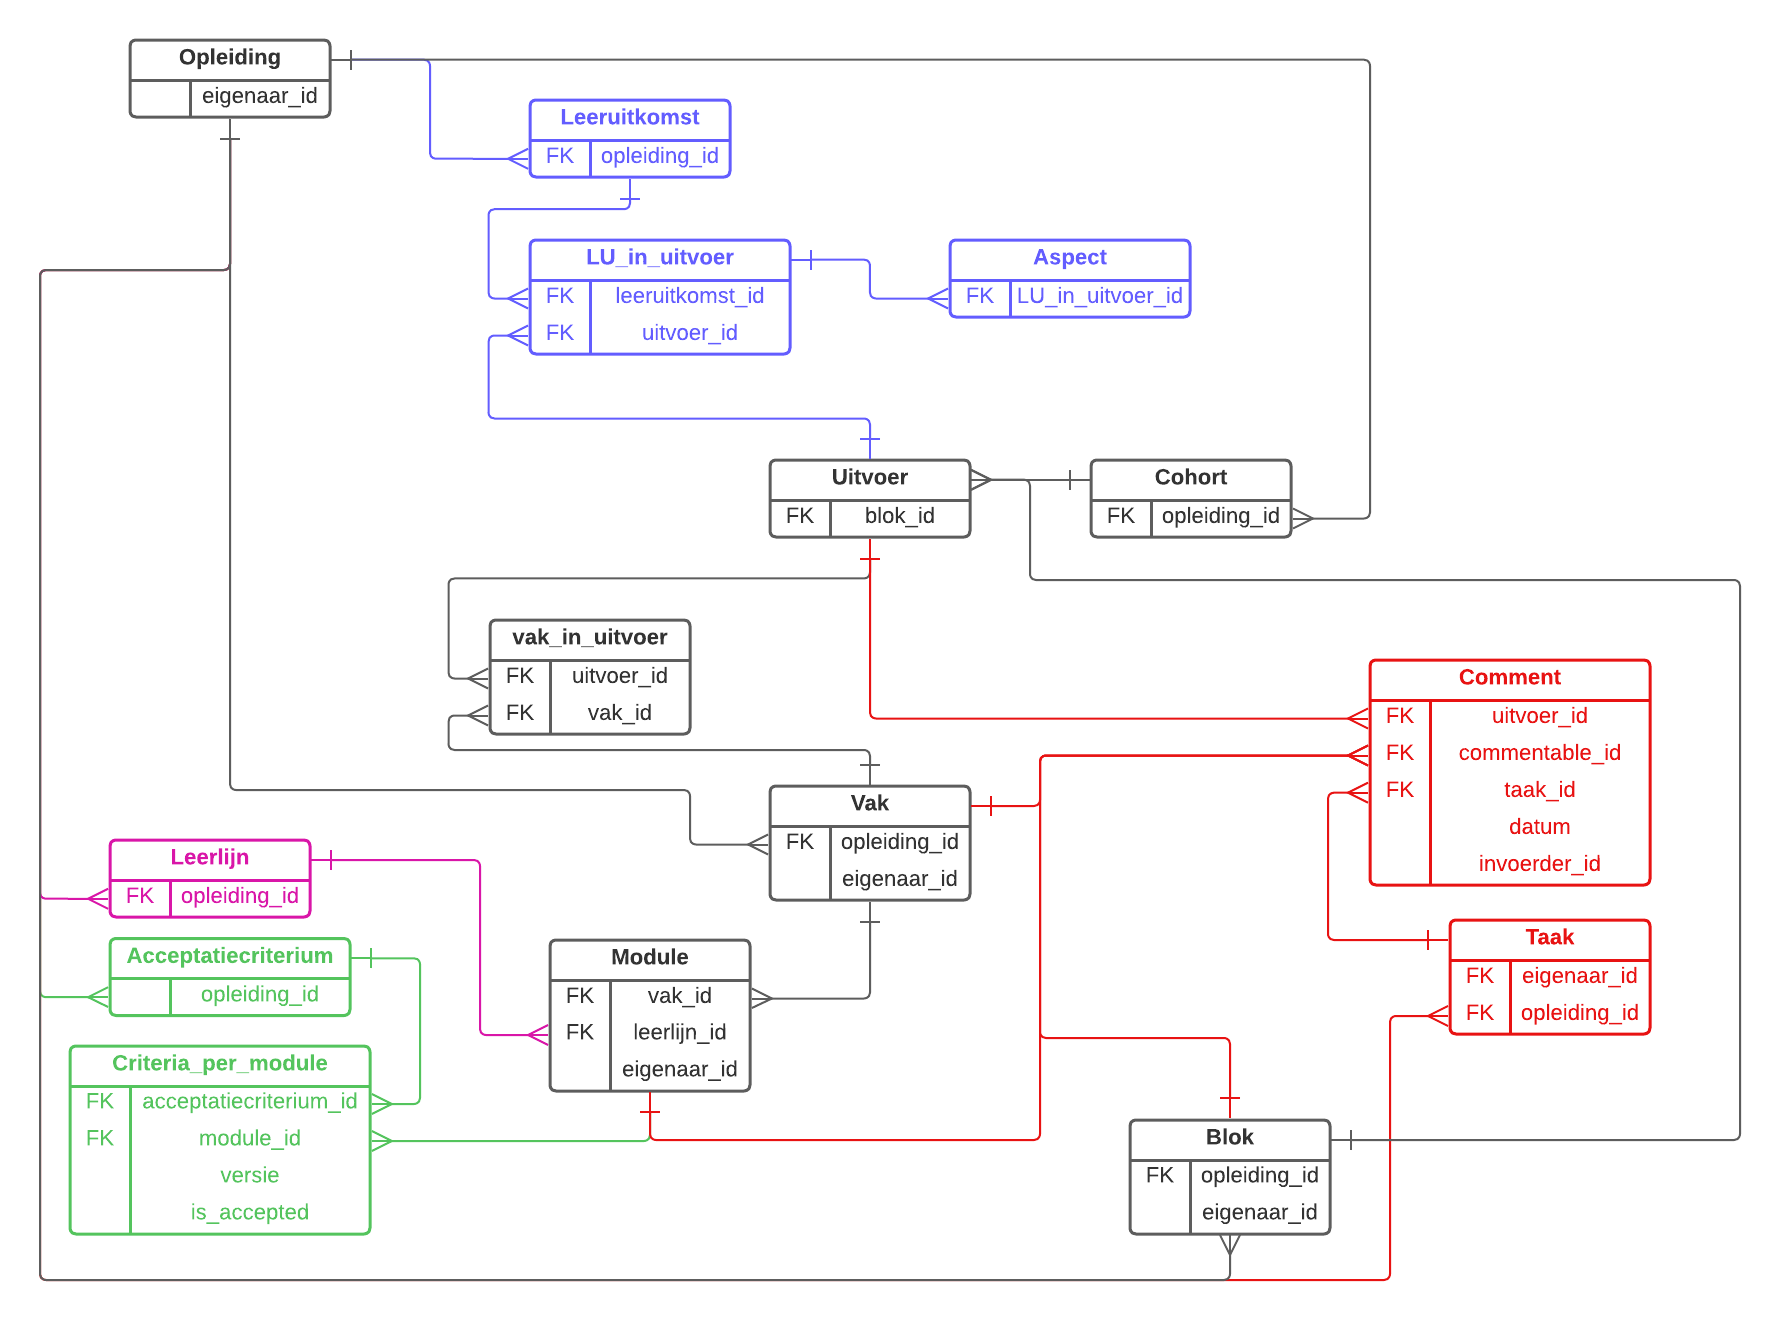 Opleiding
eigenaar_id
Leeruitkomst
FK opleiding_id
LU_in_uitvoer
FK leeruitkomst_id
FK uitvoer_id
Aspect
FK LU_in_uitvoer_id
Uitvoer
FK blok_id
Cohort
FK opleiding_id
vak_in_uitvoer
FK uitvoer_id
FK vak_id
Comment
FK uitvoer_id
FK commentable_id
FK taak_id
datum
invoerder_id
Vak
FK opleiding_id
eigenaar_id
Leerlijn
FK opleiding_id
Acceptatiecriterium
opleiding_id
Module
FK vak_id
FK leerlijn_id
eigenaar_id
Taak
FK eigenaar_id
FK opleiding_id
Criteria_per_module
FK acceptatiecriterium_id
FK module_id
versie
is_accepted
Blok
FK opleiding_id
eigenaar_id